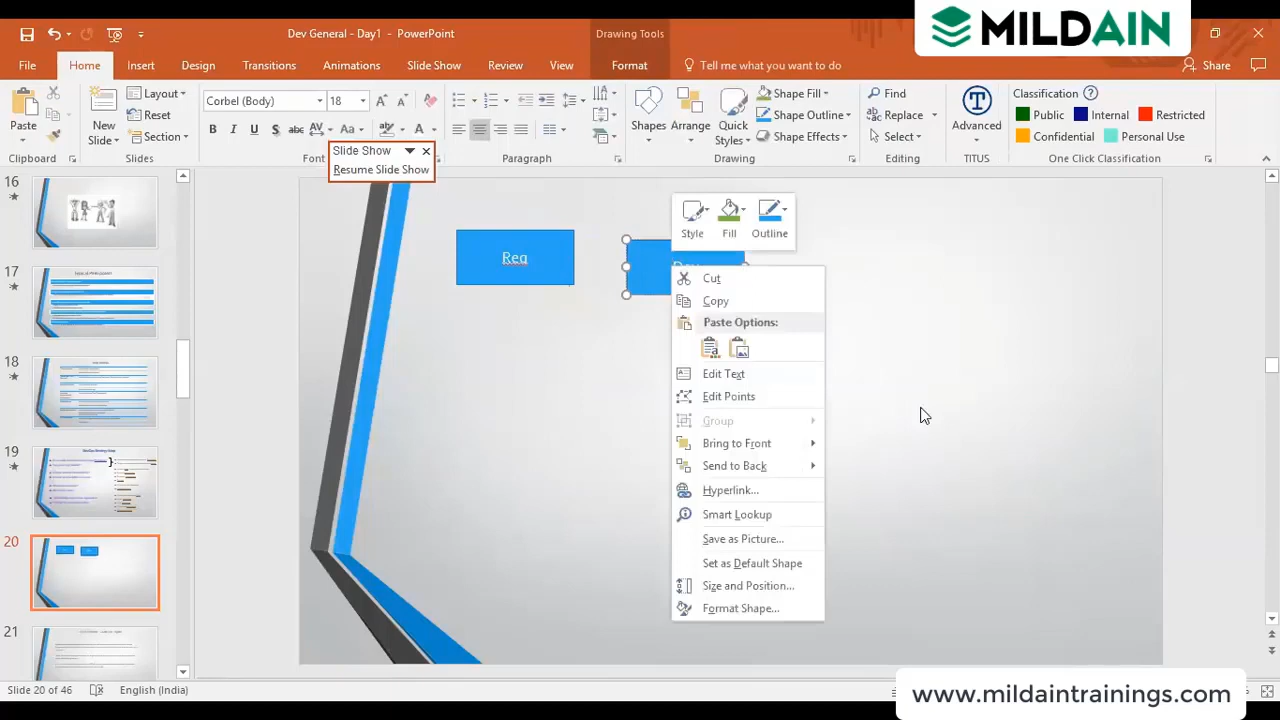 MILDAIN
Dev General - Day1 - PowerPoint
Drawing Tools
File
Home
Insert
Design
Transitions
Animations
Slide Show
Review
View
Format
Tell me what you want to do
Share
Paste
Clipboard
New
Slide
Layout
Reset
Section
Slides
Corbel (Body)
18
B I U S abc AV Aa A
Font
Paragraph
Shapes
Arrange
Quick
Styles
Shape Fill
Shape Outline
Shape Effects
Drawing
Find
Replace
Select
Editing
Advanced
TITUS
Classification
Public
Internal
Restricted
Confidential
Personal Use
One Click Classification
Slide Show
Resume Slide Show
16
17
18
19
20
21
Req
Style
Fill
Outline
Cut
Copy
Paste Options:
Edit Text
Edit Points
Group
Bring to Front
Send to Back
Hyperlink...
Smart Lookup
Save as Picture...
Set as Default Shape
Size and Position...
Format Shape...
Slide 20 of 46
English (India)
www.mildaintrainings.com